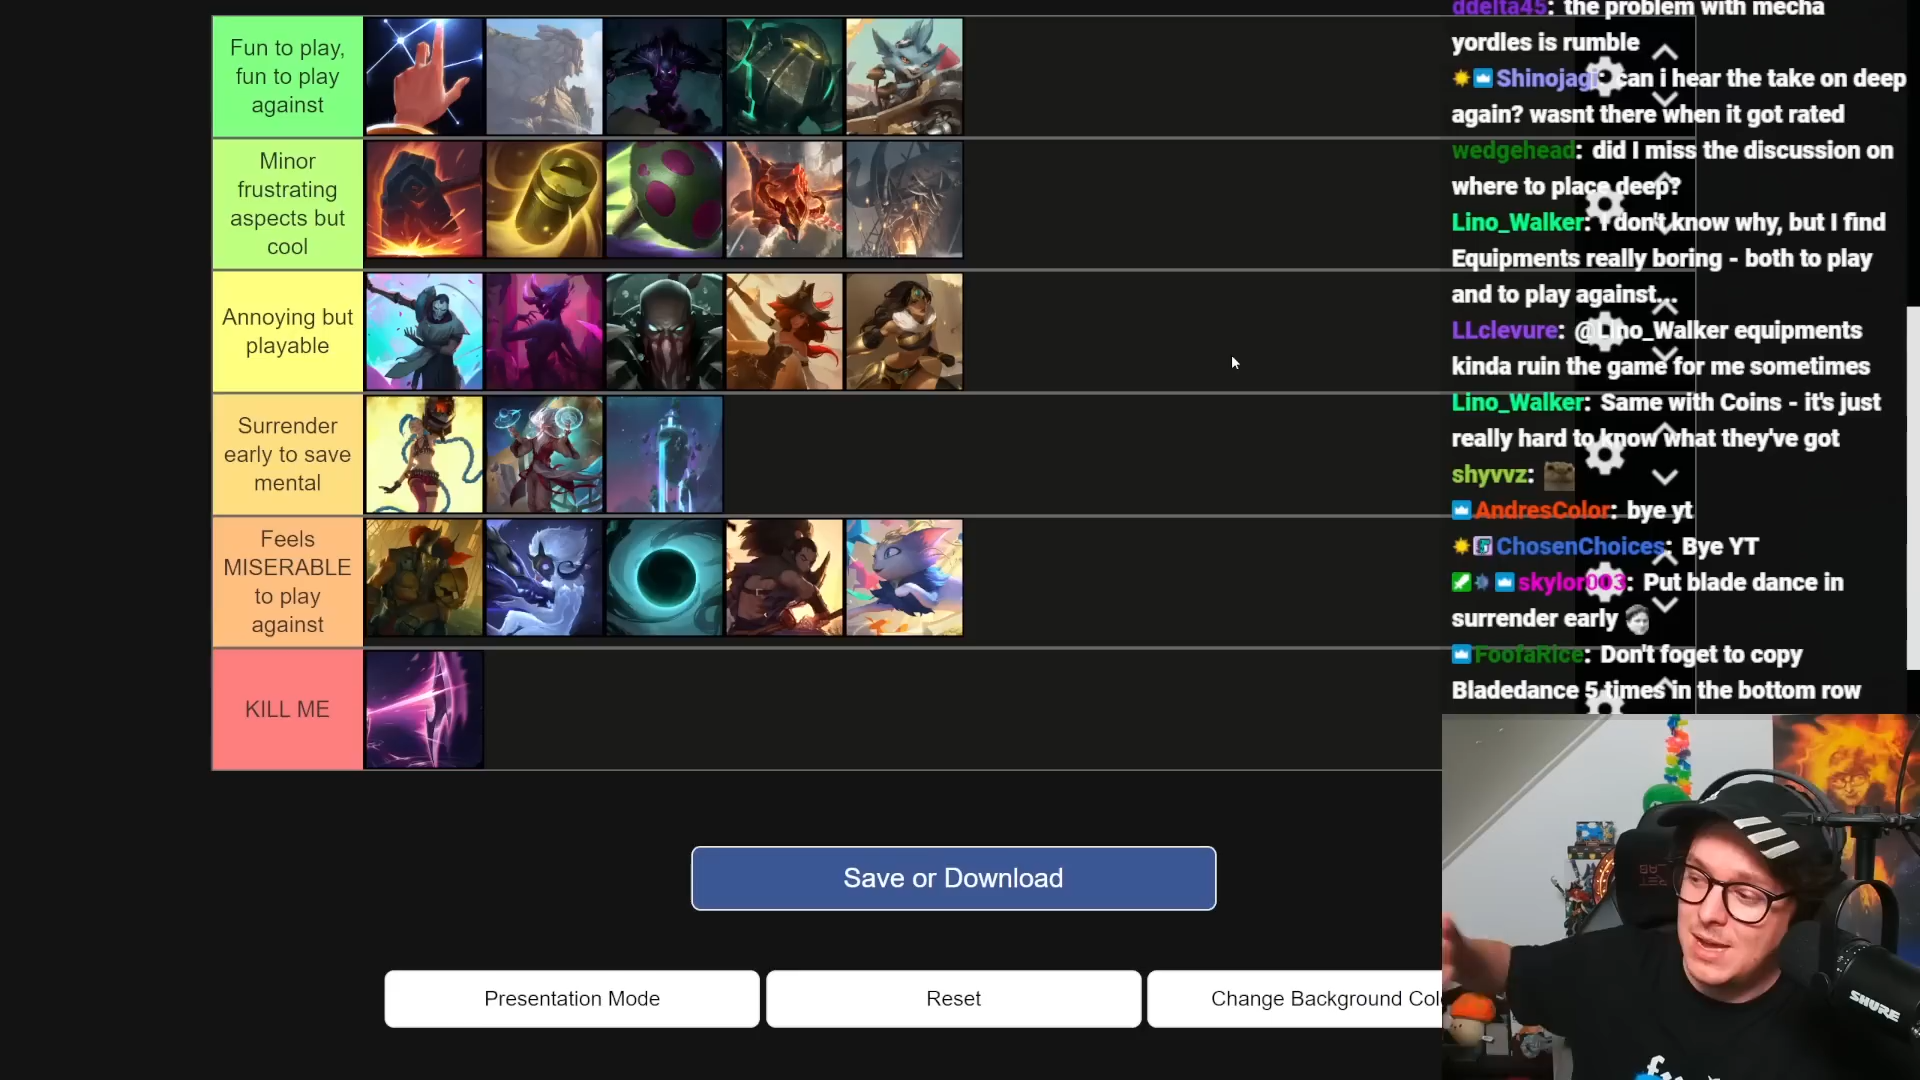 Fun to play,
fun to play
against
Minor
frustrating
aspects but
cool
Annoying but
playable
Surrender
early to save
mental
Feels
MISERABLE
to play
against
KILL ME
Save or Download
Presentation Mode
Reset
Change Background Col
ddelta45: the problem with mecha
yordles is rumble
Shinojagi: can i hear the take on deep
again? wasnt there when it got rated
wedgehead: did I miss the discussion on
where to place deep?
Lino_Walker: I don't know why, but I find
Equipments really boring - both to play
and to play against...
LLclevure: @Lino_Walker equipments
kinda ruin the game for me sometimes
Lino_Walker: Same with Coins - it's just
really hard to know what they've got
shyvvz:
AndresColor: bye yt
ChosenChoices: Bye YT
skylor003: Put blade dance in
surrender early
FoofaRice: Don't foget to copy
Bladedance 5 times in the bottom row
SHURE